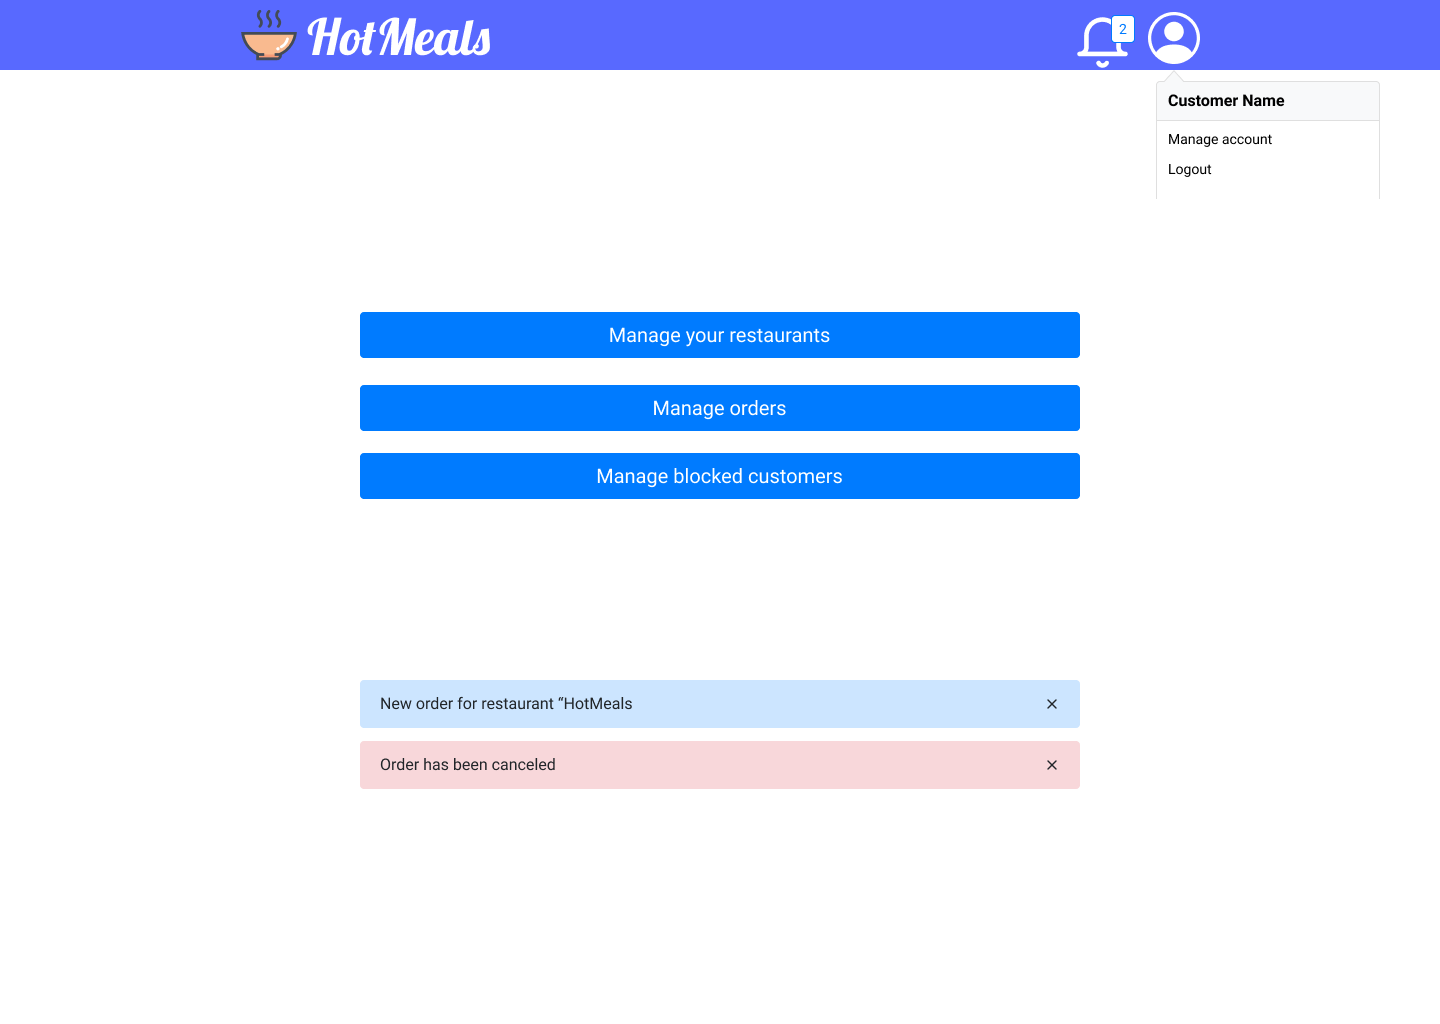 HotMeals
2
Customer Name
Manage account
Logout
Manage your restaurants
Manage orders
Manage blocked customers
New order for restaurant “HotMeals
Order has been canceled